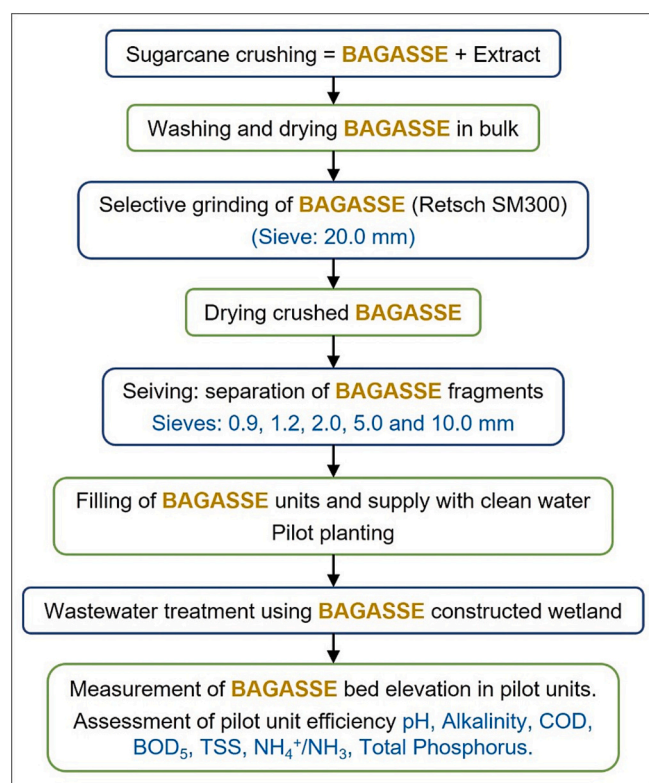 Sugarcane crushing = BAGASSE + Extract
Washing and drying BAGASSE in bulk
Selective grinding of BAGASSE (Retsch SM300)
(Sieve: 20.0 mm)
Drying crushed BAGASSE
Seiving: separation of BAGASSE fragments
Sieves: 0.9, 1.2, 2.0, 5.0 and 10.0 mm
Filling of BAGASSE units and supply with clean water
Pilot planting
Wastewater treatment using BAGASSE constructed wetland
Measurement of BAGASSE bed elevation in pilot units.
Assessment of pilot unit efficiency pH, Alkalinity, COD,
BOD₅, TSS, NH₄⁺/NH₃, Total Phosphorus.